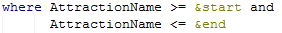 where AttractionName >= &start and
AttractionName <= &end